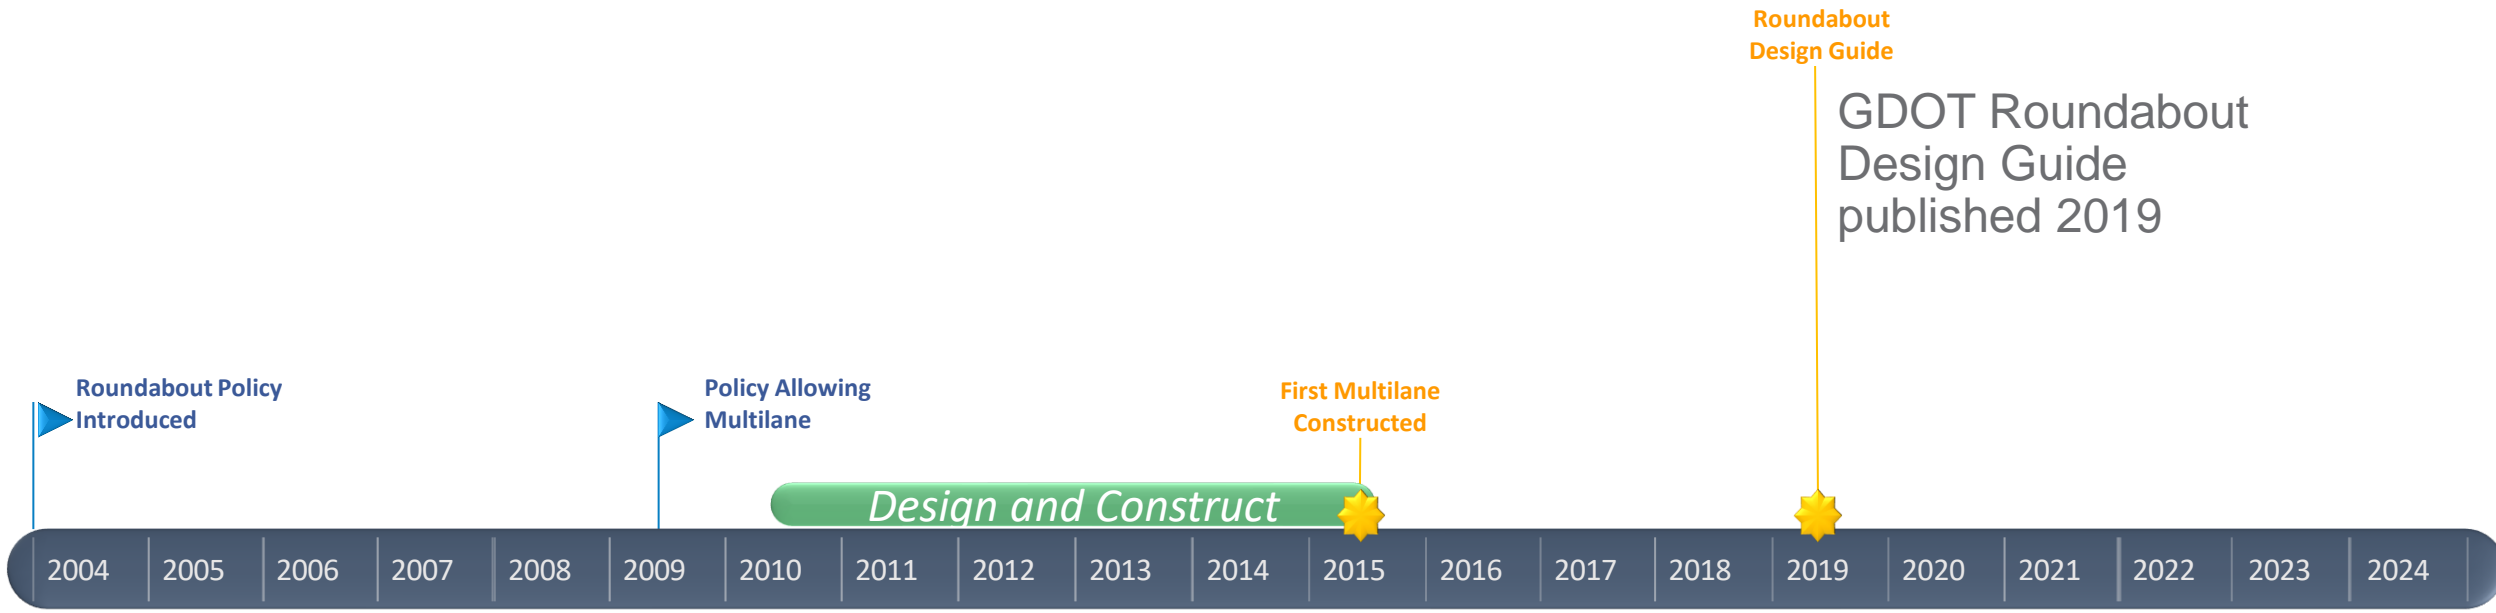 Roundabout
Design Guide
GDOT Roundabout
Design Guide
published 2019
Roundabout Policy
Introduced
Policy Allowing
Multilane
First Multilane
Constructed
Design and Construct
2004 2005 2006 2007 2008 2009 2010 2011 2012 2013 2014 2015 2016 2017 2018 2019 2020 2021 2022 2023 2024